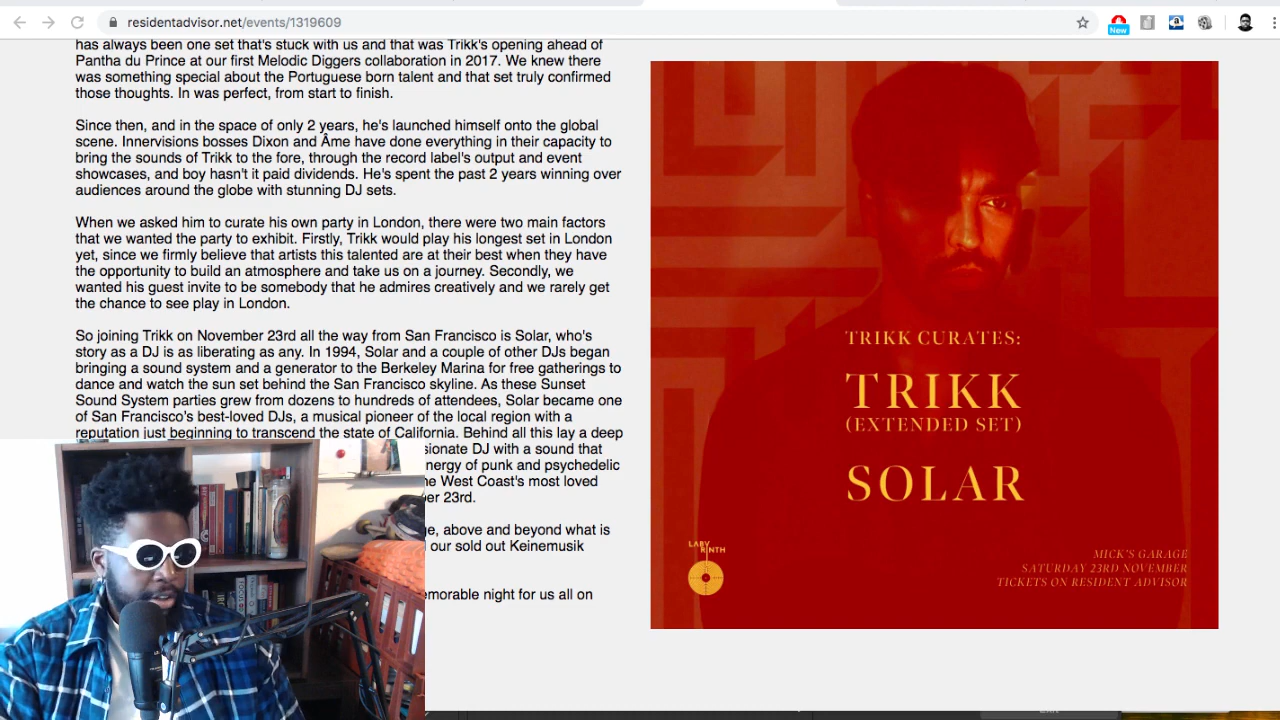 residentadvisor.net/events/1319609
New
has always been one set that's stuck with us and that was Trikk's opening ahead of
Pantha du Prince at our first Melodic Diggers collaboration in 2017. We knew there
was something special about the Portuguese born talent and that set truly confirmed
those thoughts. In was perfect, from start to finish.
Since then, and in the space of only 2 years, he's launched himself onto the global
scene. Innervisions bosses Dixon and Âme have done everything in their capacity to
bring the sounds of Trikk to the fore, through the record label's output and event
showcases, and boy hasn't it paid dividends. He's spent the past 2 years winning over
audiences around the globe with stunning DJ sets.
When we asked him to curate his own party in London, there were two main factors
that we wanted the party to exhibit. Firstly, Trikk would play his longest set in London
yet, since we firmly believe that artists this talented are at their best when they have
the opportunity to build an atmosphere and take us on a journey. Secondly, we
wanted his guest invite to be somebody that he admires creatively and we rarely get
the chance to see play in London.
So joining Trikk on November 23rd all the way from San Francisco is Solar, who's
story as a DJ is as liberating as any. In 1994, Solar and a couple of other DJs began
bringing a sound system and a generator to the Berkeley Marina for free gatherings to
dance and watch the sun set behind the San Francisco skyline. As these Sunset
Sound System parties grew from dozens to hundreds of attendees, Solar became one
of San Francisco's best-loved DJs, a musical pioneer of the local region with a
reputation just beginning to transcend the state of California. Behind all this lay a deep
sionate DJ with a sound that
nergy of punk and psychedelic
e West Coast's most loved
er 23rd.
e, above and beyond what is
our sold out Keinemusik
emorable night for us all on
TRIKK CURATES:
TRIKK
(EXTENDED SET)
SOLAR
LABY
RINTH
MICK'S GARAGE
SATURDAY 23RD NOVEMBER
TICKETS ON RESIDENT ADVISOR